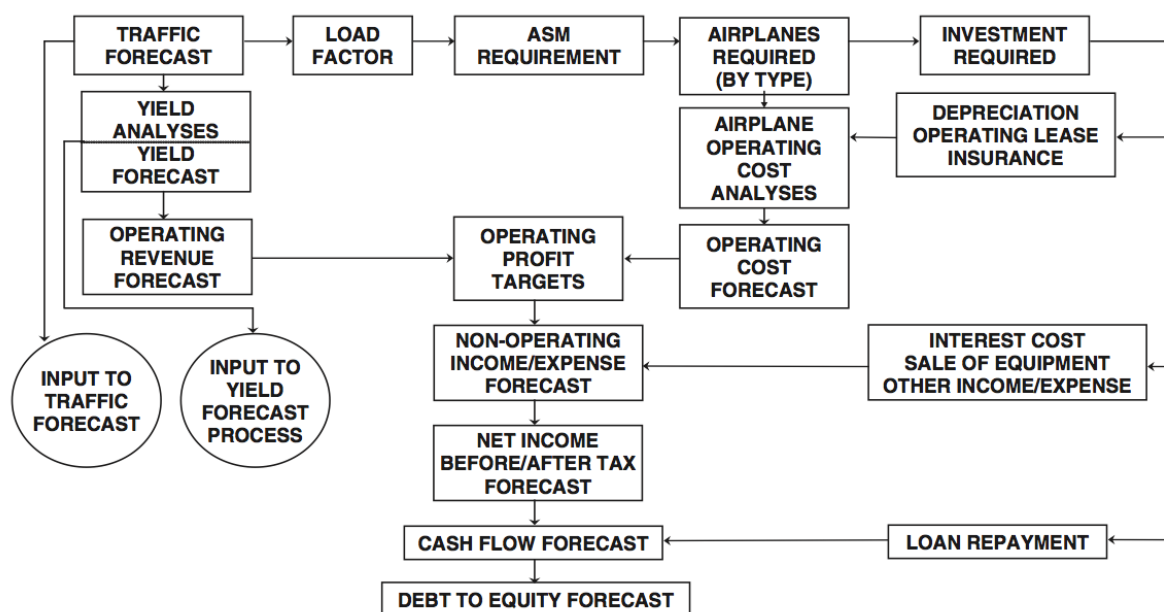 TRAFFIC
FORECAST
LOAD
FACTOR
ASM
REQUIREMENT
AIRPLANES
REQUIRED
(BY TYPE)
INVESTMENT
REQUIRED
YIELD
ANALYSES
YIELD
FORECAST
AIRPLANE
OPERATING
COST
ANALYSES
DEPRECIATION
OPERATING LEASE
INSURANCE
OPERATING
REVENUE
FORECAST
OPERATING
PROFIT
TARGETS
OPERATING
COST
FORECAST
INPUT TO
TRAFFIC
FORECAST
INPUT TO
YIELD
FORECAST
PROCESS
NON-OPERATING
INCOME/EXPENSE
FORECAST
INTEREST COST
SALE OF EQUIPMENT
OTHER INCOME/EXPENSE
NET INCOME
BEFORE/AFTER TAX
FORECAST
CASH FLOW FORECAST
LOAN REPAYMENT
DEBT TO EQUITY FORECAST